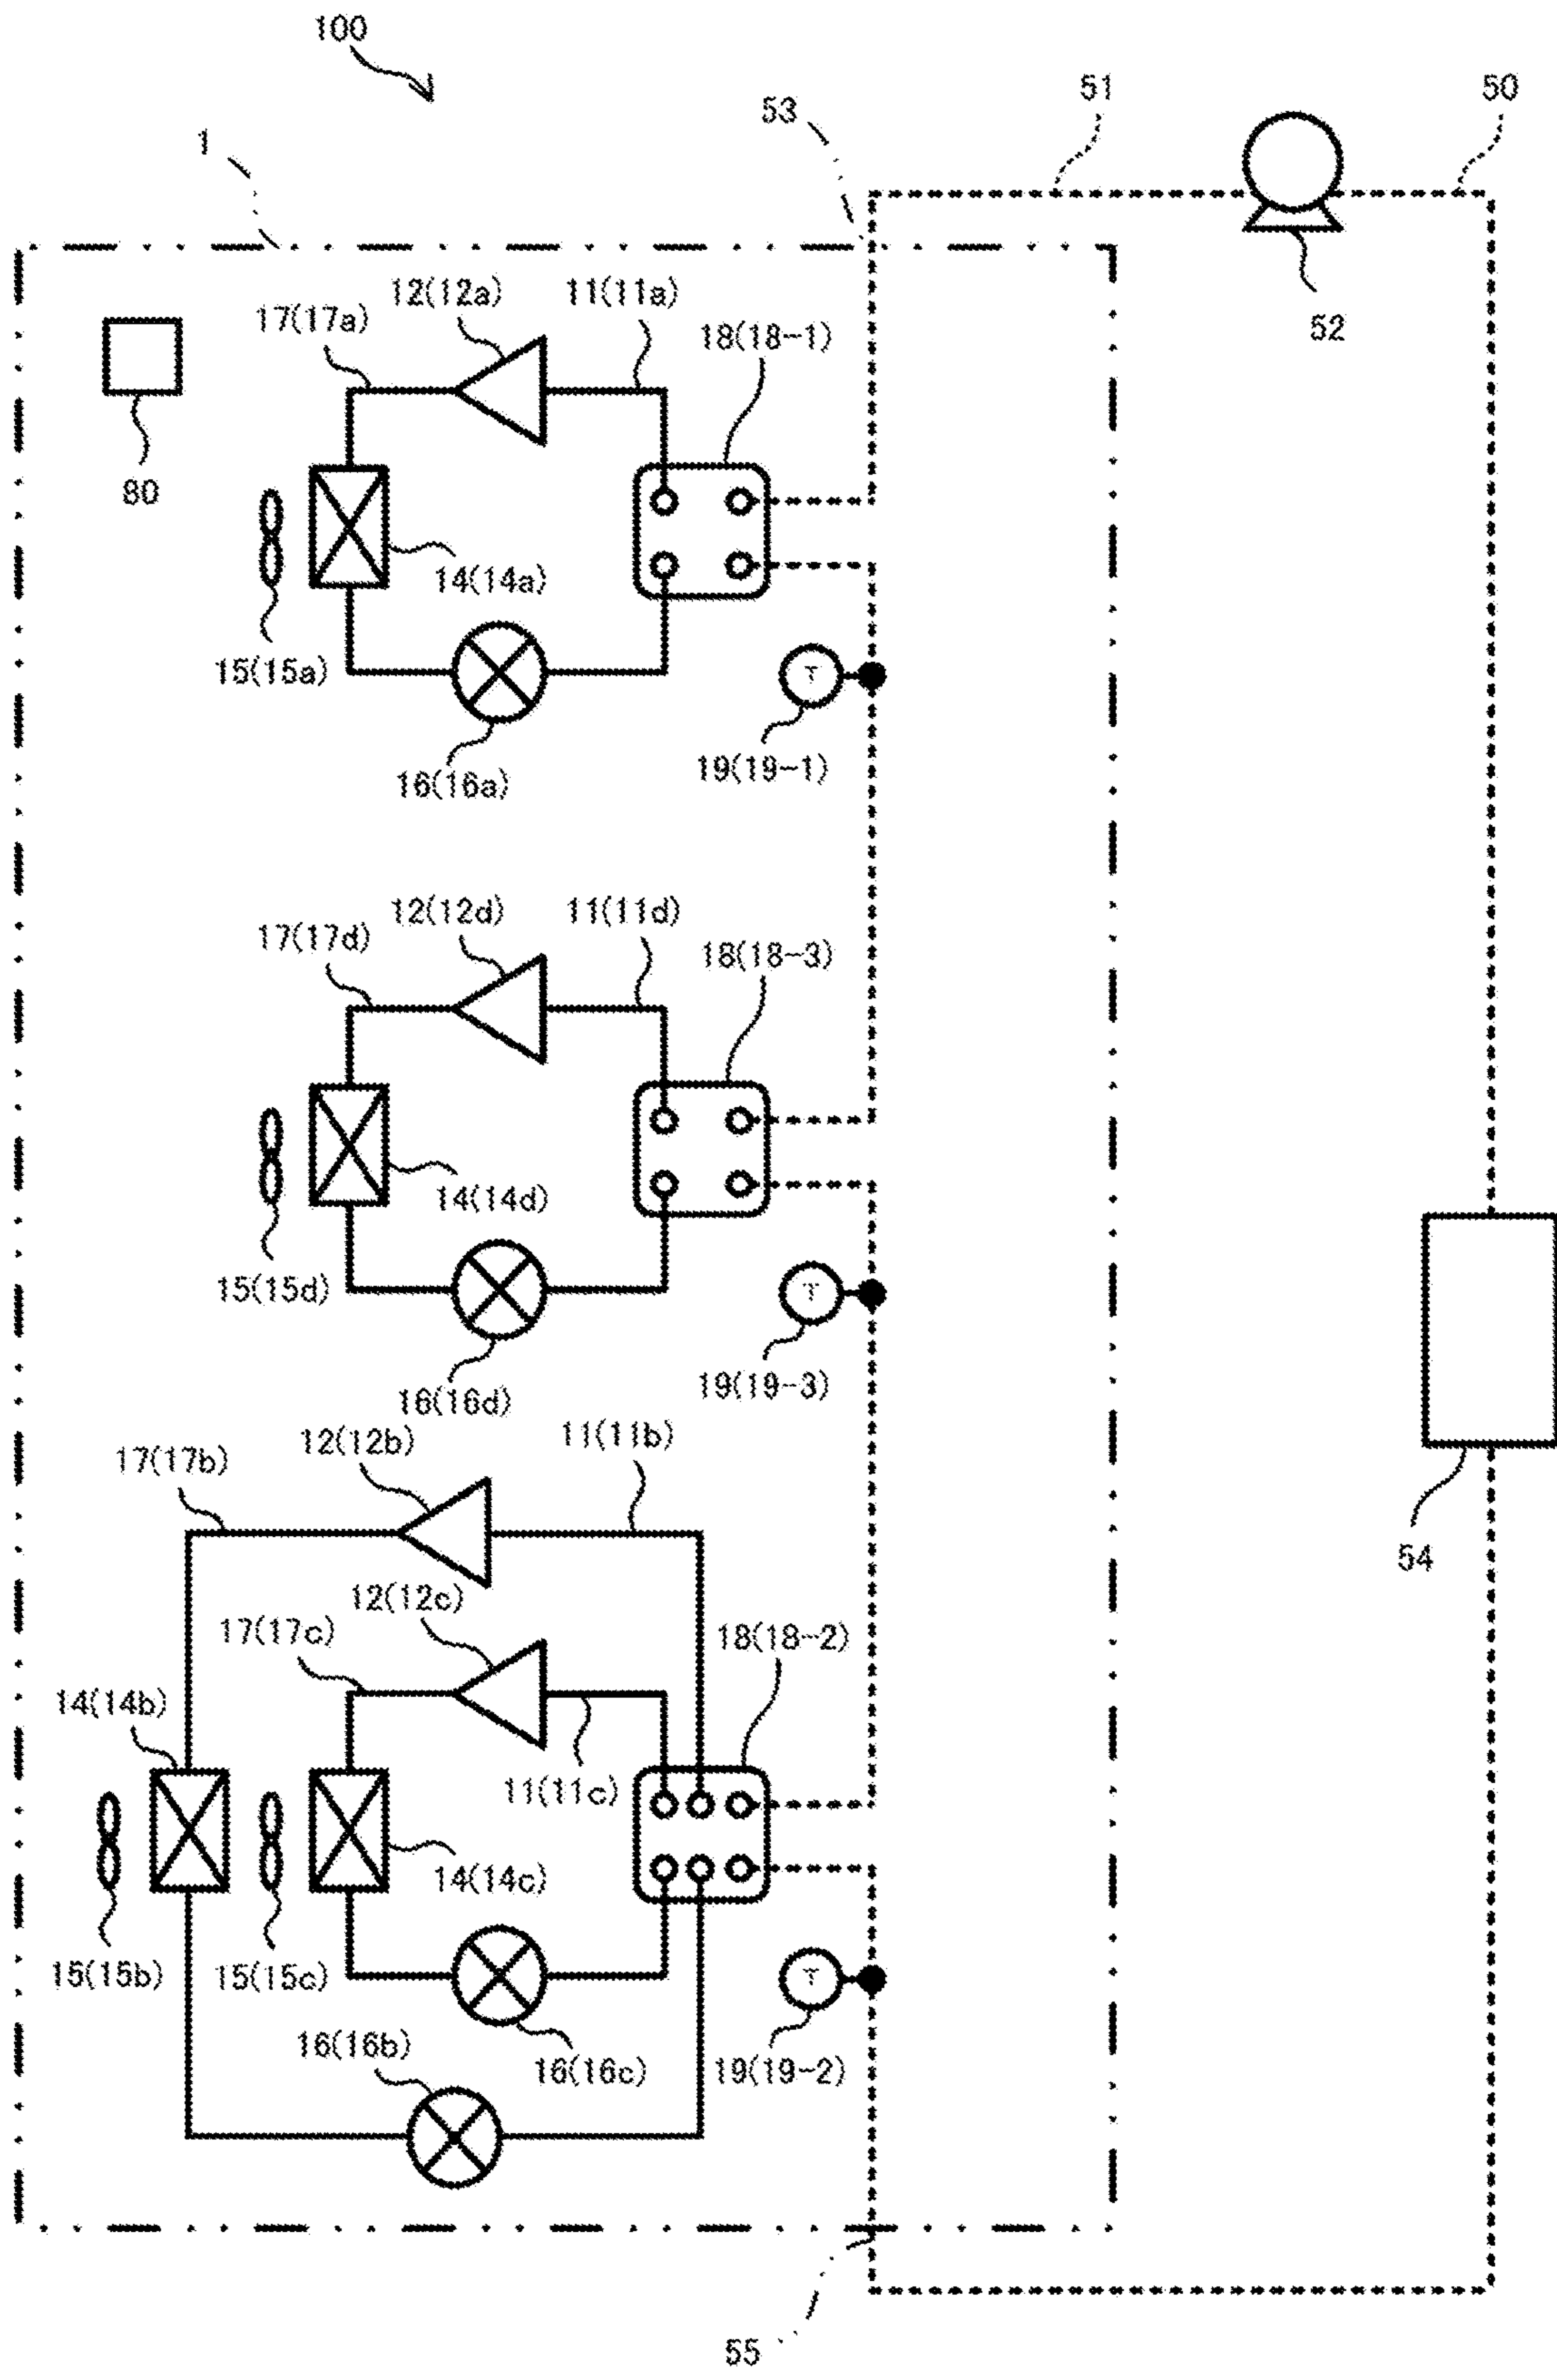 100
51
50
53
1
12(12a)
11(11a)
17(17a)
18(18-1)
52
80
14(14a)
15(15a)
T
19(19-1)
16(16a)
12(12d)
11(11d)
17(17d)
18(18-3)
14(14d)
15(15d)
T
19(19-3)
16(16d)
12(12b)
11(11b)
17(17b)
54
12(12c)
17(17c)
18(18-2)
14(14b)
11(11c)
14(14c)
15(15b)
15(15c)
T
16(16b)
16(16c)
19(19-2)
55